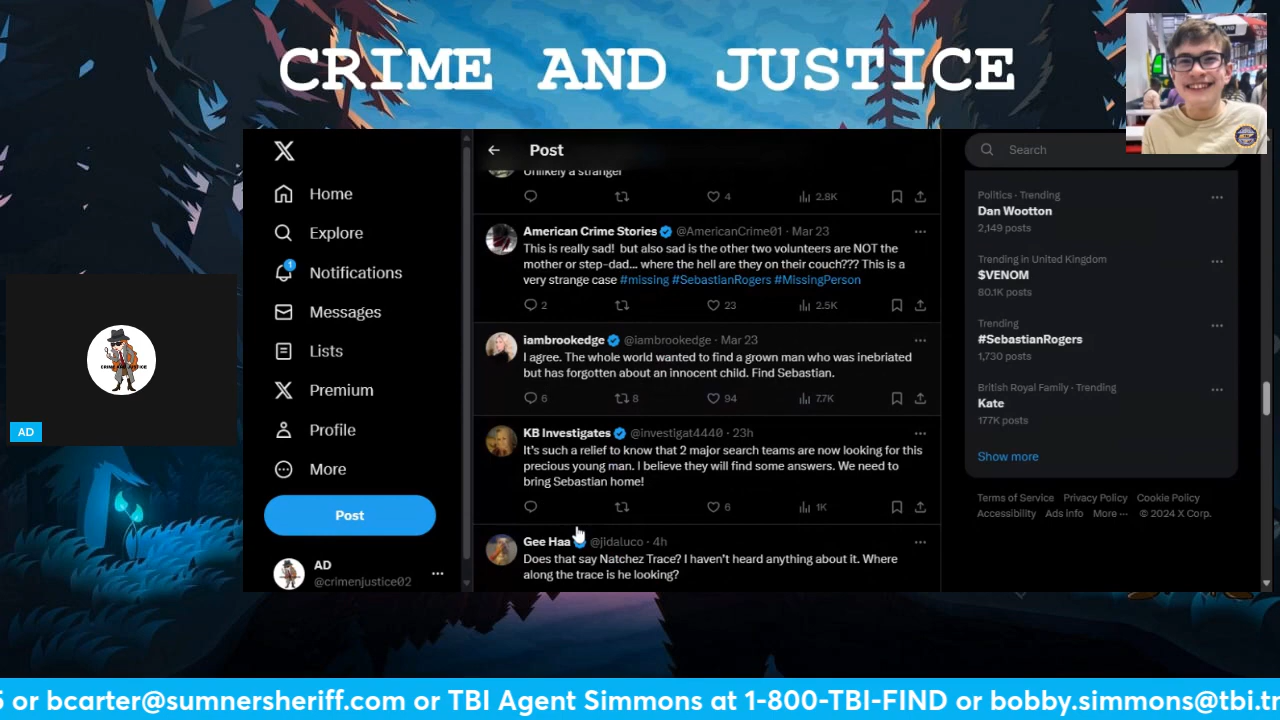 CRIME AND JUSTICE
Home
Explore
1
Notifications
Messages
Lists
Premium
Profile
More
Post
AD
@crimenjustice02
Post
Unlikely a stranger
4
2.8K
American Crime Stories @AmericanCrime01 · Mar 23
This is really sad! but also sad is the other two volunteers are NOT the
mother or step-dad... where the hell are they on their couch??? This is a
very strange case #missing #SebastianRogers #MissingPerson
2
23
2.5K
iambrookedge @iambrookedge · Mar 23
I agree. The whole world wanted to find a grown man who was inebriated
but has forgotten about an innocent child. Find Sebastian.
6
8
94
7.7K
KB Investigates @investigat4440 · 23h
It's such a relief to know that 2 major search teams are now looking for this
precious young man. I believe they will find some answers. We need to
bring Sebastian home!
6
1K
Gee Haa @jidaluco · 4h
Does that say Natchez Trace? I haven't heard anything about it. Where
along the trace is he looking?
Search
Politics · Trending
Dan Wootton
2,149 posts
Trending in United Kingdom
$VENOM
80.1K posts
Trending
#SebastianRogers
1,730 posts
British Royal Family · Trending
Kate
177K posts
Show more
Terms of Service Privacy Policy Cookie Policy
Accessibility Ads info More ··· © 2024 X Corp.
CRIME AND JUSTICE
AD
5 or bcarter@sumnersheriff.com or TBI Agent Simmons at 1-800-TBI-FIND or bobby.simmons@tbi.tn